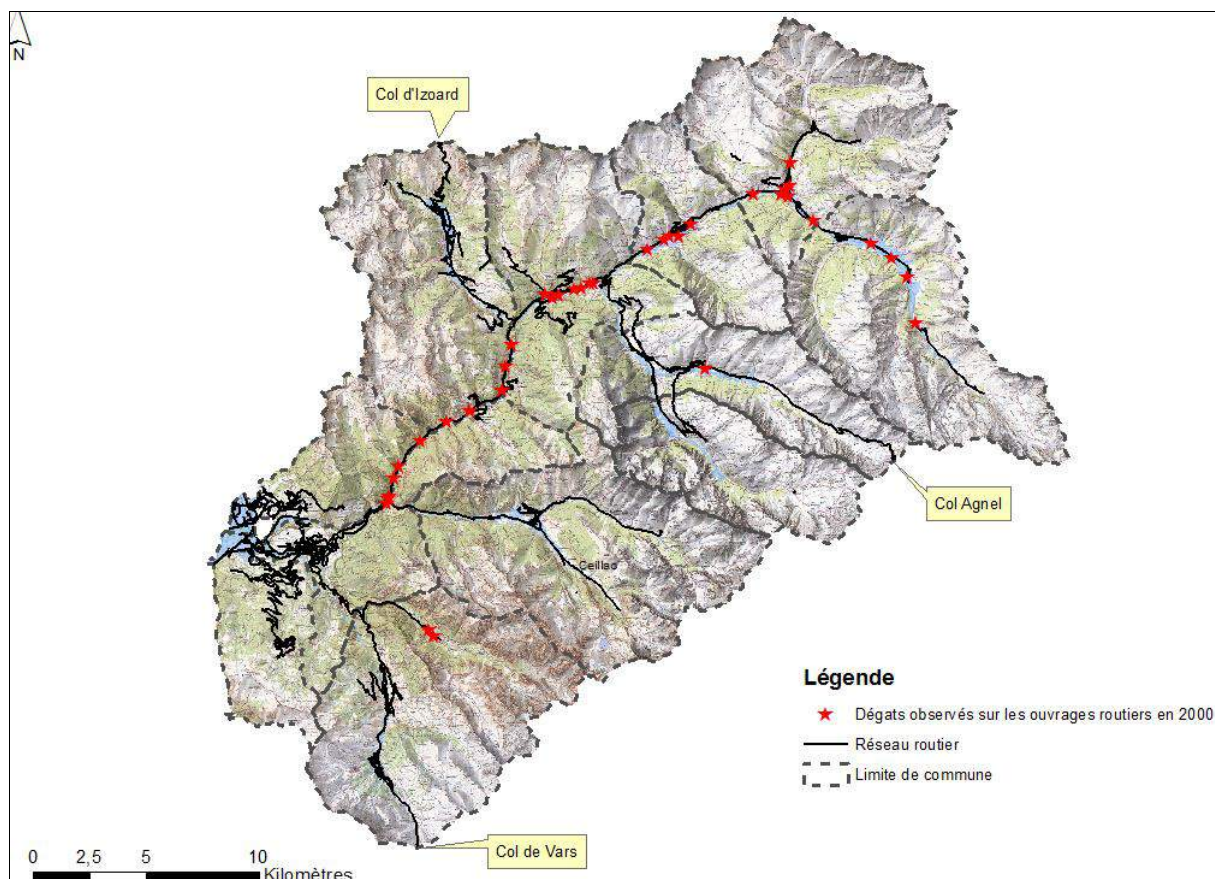 N
Col d'Izoard
Col Agnel
Ceillac
Légende
Dégats observés sur les ouvrages routiers en 2000
Réseau routier
Limite de commune
Col de Vars
0 2,5 5 10
Kilomètres